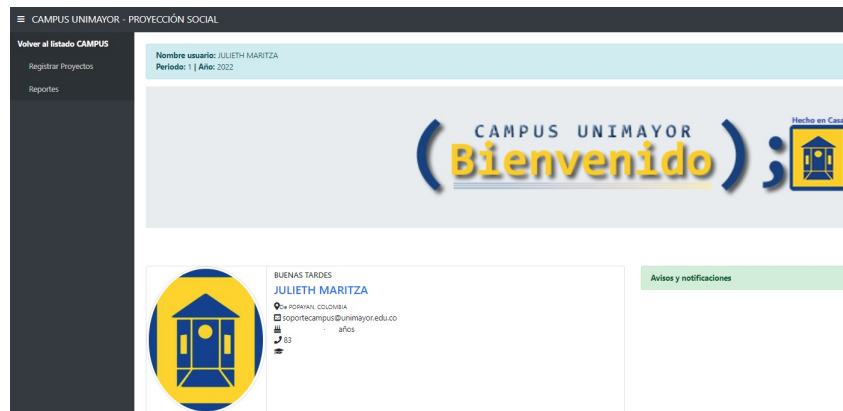 ≡ CAMPUS UNIMAYOR - PROYECCIÓN SOCIAL
Volver al listado CAMPUS
Registrar Proyectos
Reportes
Nombre usuario: JULIETH MARITZA
Periodo: 1 | Año: 2022
CAMPUS UNIMAYOR
(Bienvenido);
Hecho en Casa
BUENAS TARDES
JULIETH MARITZA
De POPAYAN, COLOMBIA
soportecampus@unimayor.edu.co
- años
83
Avisos y notificaciones